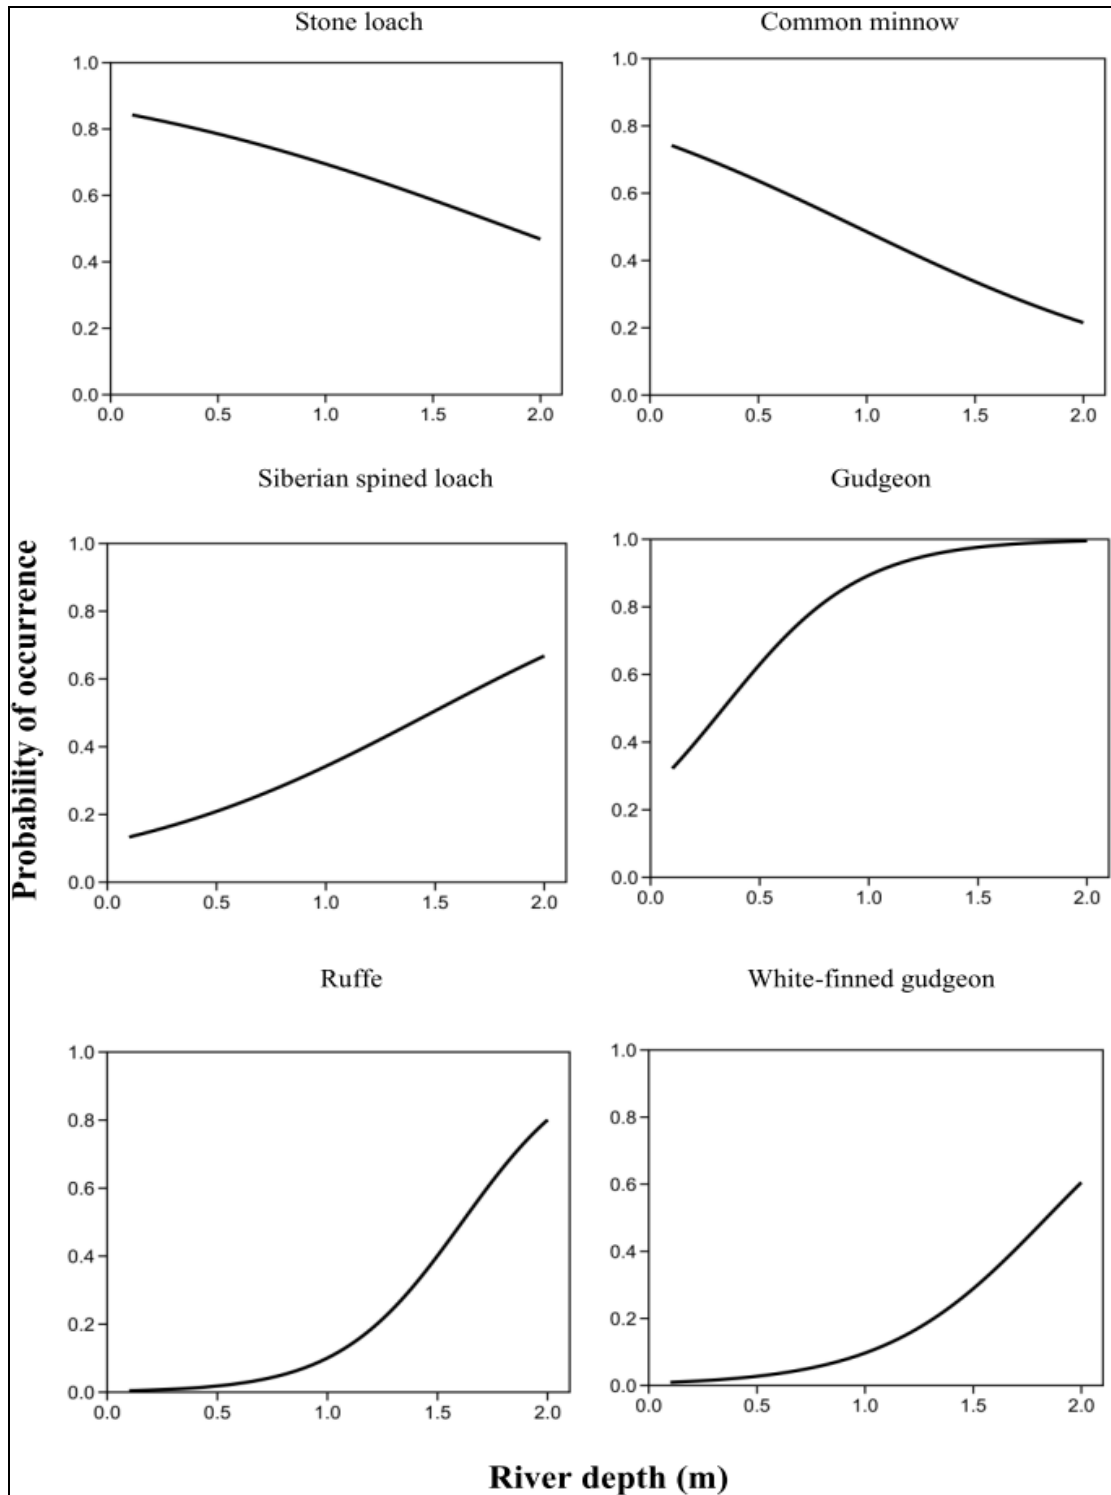 Stone loach
1.0
0.8
0.6
0.4
0.2
0.0
0.0 0.5 1.0 1.5 2.0
Common minnow
1.0
0.8
0.6
0.4
0.2
0.0
0.0 0.5 1.0 1.5 2.0
Probability of occurrence
Siberian spined loach
1.0
0.8
0.6
0.4
0.2
0.0
0.0 0.5 1.0 1.5 2.0
Gudgeon
1.0
0.8
0.6
0.4
0.2
0.0
0.0 0.5 1.0 1.5 2.0
Ruffe
1.0
0.8
0.6
0.4
0.2
0.0
0.0 0.5 1.0 1.5 2.0
White-finned gudgeon
1.0
0.8
0.6
0.4
0.2
0.0
0.0 0.5 1.0 1.5 2.0
River depth (m)